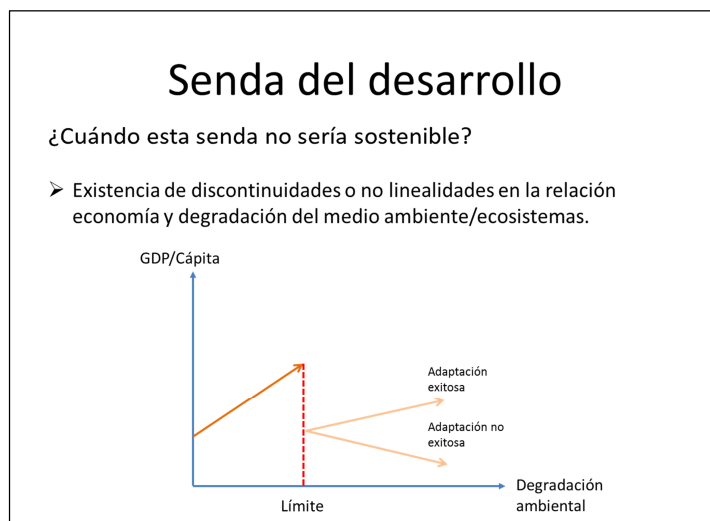 Senda del desarrollo
¿Cuándo esta senda no sería sostenible?
➢ Existencia de discontinuidades o no linealidades en la relación
economía y degradación del medio ambiente/ecosistemas.
GDP/Cápita
Adaptación
exitosa
Adaptación no
exitosa
Degradación
ambiental
Límite